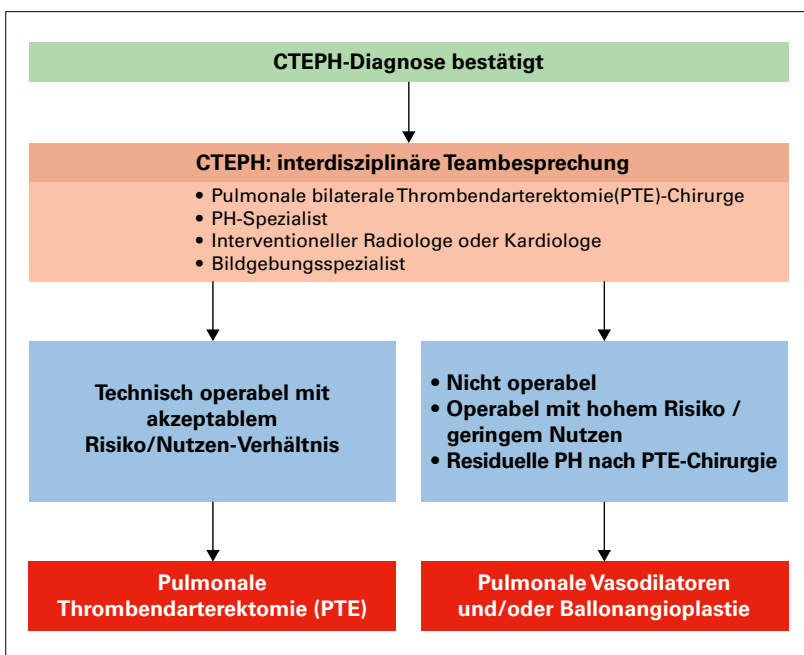 CTEPH-Diagnose bestätigt
CTEPH: interdisziplinäre Teambesprechung
• Pulmonale bilaterale Thrombendarterektomie(PTE)-Chirurge
• PH-Spezialist
• Interventioneller Radiologe oder Kardiologe
• Bildgebungsspezialist
Technisch operabel mit
akzeptablem
Risiko/Nutzen-Verhältnis
• Nicht operabel
• Operabel mit hohem Risiko /
geringem Nutzen
• Residuelle PH nach PTE-Chirurgie
Pulmonale
Thrombendarterektomie (PTE)
Pulmonale Vasodilatoren
und/oder Ballonangioplastie